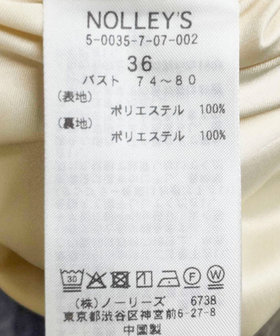 NOLLEY'S
5-0035-7-07-002
36
バスト 74~80
(表地)
ポリエステル 100%
(裏地)
ポリエステル 100%
30 F W
(株)ノーリーズ 6738
東京都渋谷区神宮前6-27-8
中国製